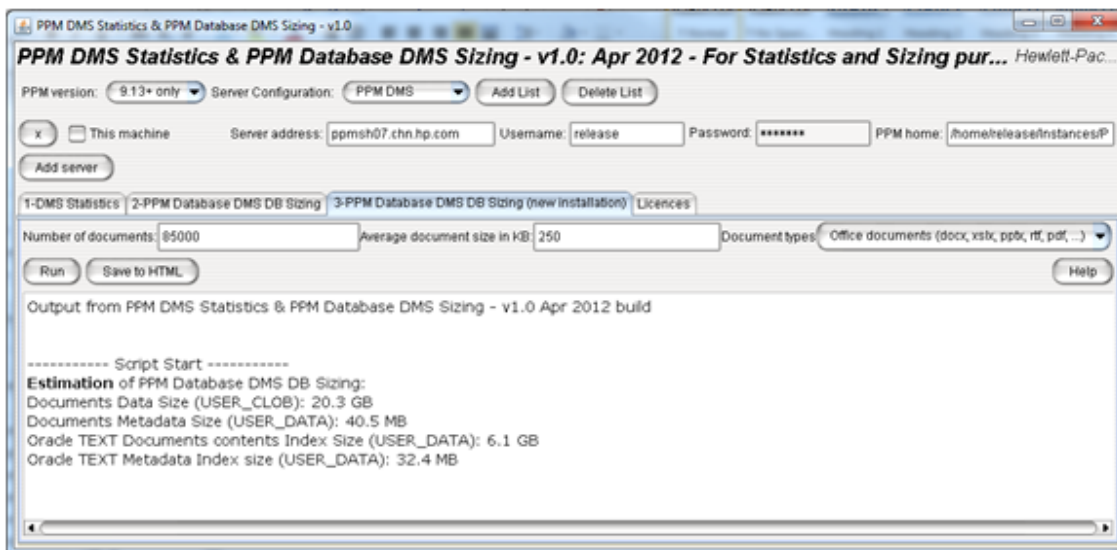 PPM DMS Statistics & PPM Database DMS Sizing - v1.0
PPM DMS Statistics & PPM Database DMS Sizing - v1.0: Apr 2012 - For Statistics and Sizing pur... Hewlett-Pac...
PPM version: 9.13+ only Server Configuration: PPM DMS Add List Delete List
x This machine Server address: ppmsh07.chn.hp.com Username: release Password: ******* PPM home: /home/release/Instances/P
Add server
1-DMS Statistics 2-PPM Database DMS DB Sizing 3-PPM Database DMS DB Sizing (new installation) Licences
Number of documents: 85000 Average document size in KB: 250 Document types Office documents (docx, xslx, pptx, rtf, pdf, ...)
Run Save to HTML Help
Output from PPM DMS Statistics & PPM Database DMS Sizing - v1.0 Apr 2012 build
----------- Script Start -----------
Estimation of PPM Database DMS DB Sizing:
Documents Data Size (USER_CLOB): 20.3 GB
Documents Metadata Size (USER_DATA): 40.5 MB
Oracle TEXT Documents contents Index Size (USER_DATA): 6.1 GB
Oracle TEXT Metadata Index size (USER_DATA): 32.4 MB